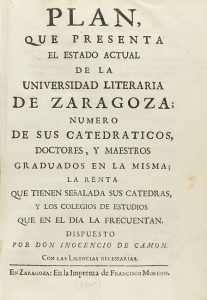 PLAN,
QUE PRESENTA
EL ESTADO ACTUAL
DE LA
UNIVERSIDAD LITERARIA
DE ZARAGOZA;
NUMERO
DE SUS CATEDRATICOS,
DOCTORES, Y MAESTROS
GRADUADOS EN LA MISMA;
LA RENTA
QUE TIENEN SEñALADA SUS CATEDRAS,
Y LOS COLEGIOS DE ESTUDIOS
QUE EN EL DIA LA FRECUENTAN.
DISPUESTO
POR DON INOCENCIO DE CAMON.
CON LAS LICENCIAS NECESARIAS.
EN ZARAGOZA: En la Imprenta de FRANCISCO MORENO.